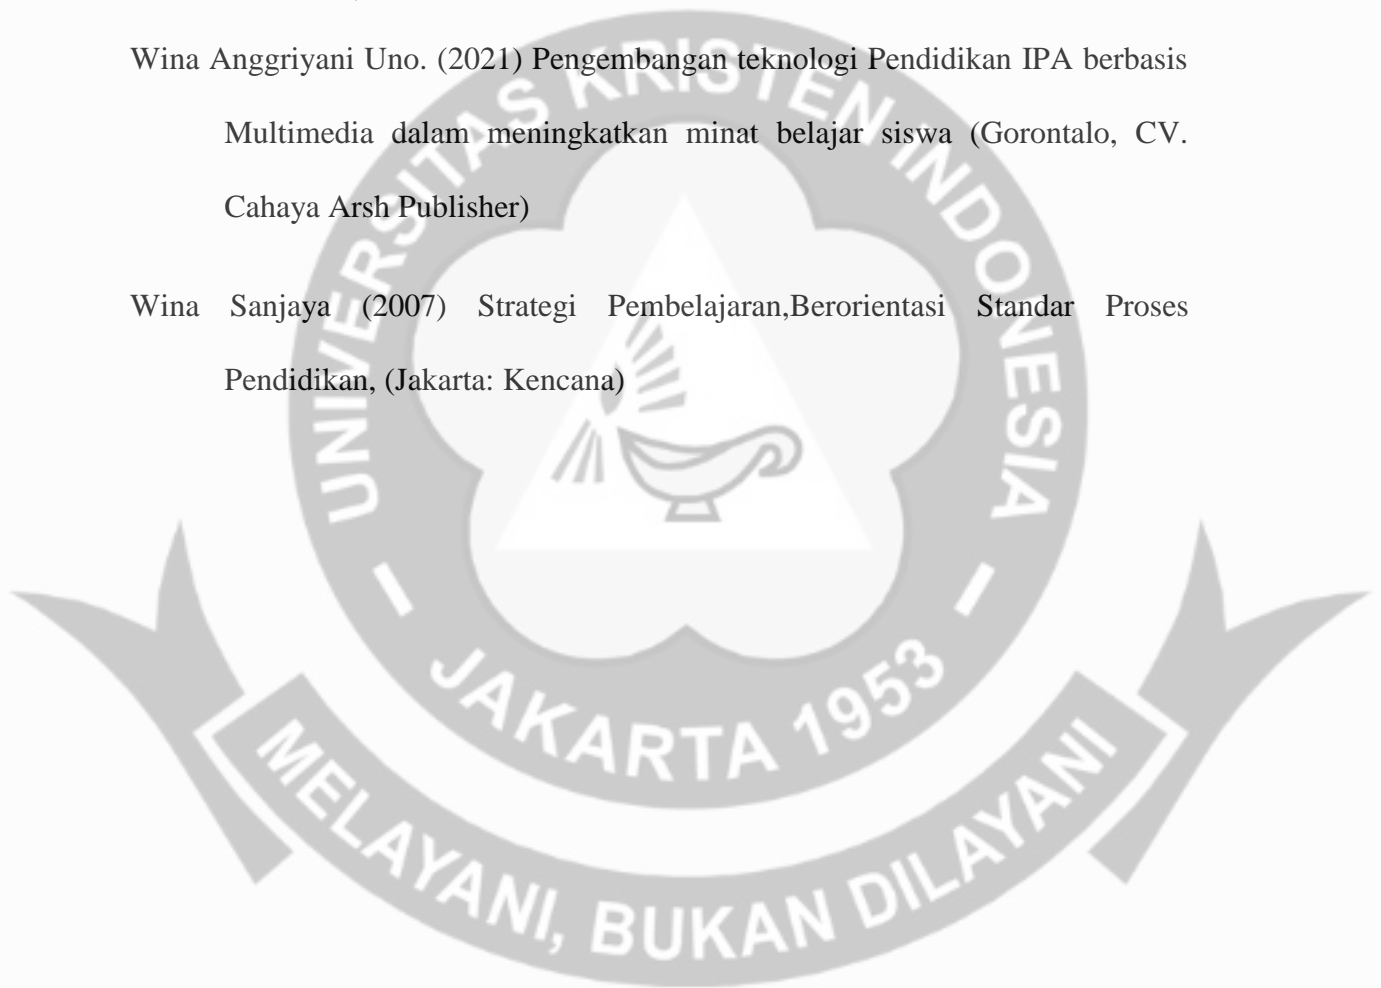 Wina Anggriyani Uno. (2021) Pengembangan teknologi Pendidikan IPA berbasis
Multimedia dalam meningkatkan minat belajar siswa (Gorontalo, CV.
Cahaya Arsh Publisher)
Wina Sanjaya (2007) Strategi Pembelajaran,Berorientasi Standar Proses
Pendidikan, (Jakarta: Kencana)
UNIVERSITAS KRISTEN INDONESIA
JAKARTA 1953
MELAYANI, BUKAN DILAYANI